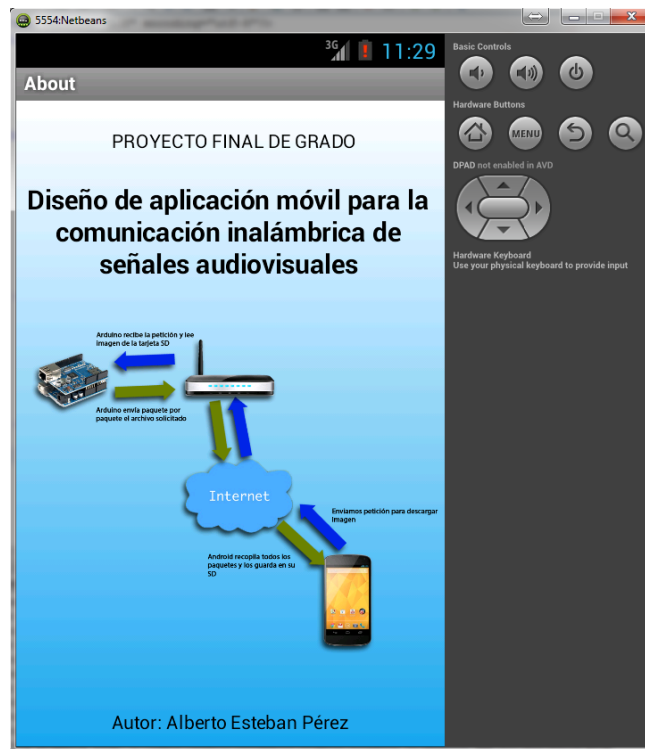 5554:Netbeans
3G 11:29
About
PROYECTO FINAL DE GRADO
Diseño de aplicación móvil para la
comunicación inalámbrica de
señales audiovisuales
Arduino recibe la petición y lee
imagen de la tarjeta SD
Arduino envía paquete por
paquete el archivo solicitado
Internet
Enviamos petición para descargar
imagen
Android recopila todos los
paquetes y los guarda en su
SD
Autor: Alberto Esteban Pérez
Basic Controls
Hardware Buttons
MENU
DPAD not enabled in AVD
Hardware Keyboard
Use your physical keyboard to provide input